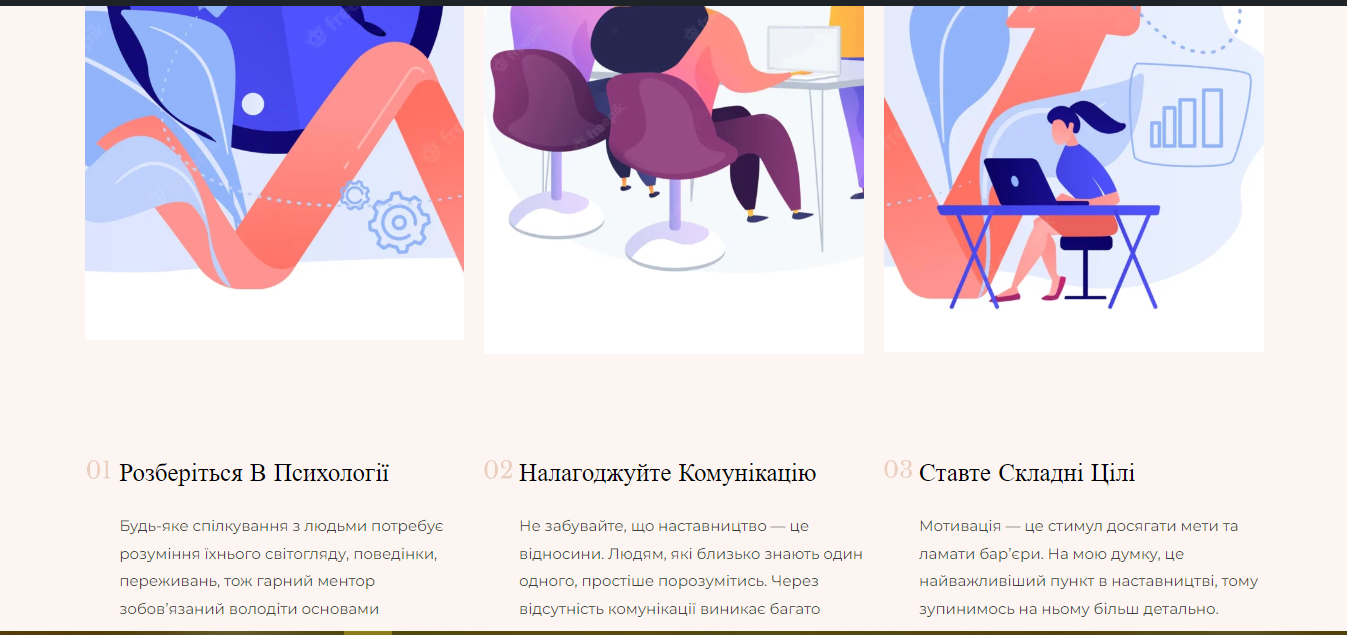 01 Розберіться В Психології
Будь-яке спілкування з людьми потребує
розуміння їхнього світогляду, поведінки,
переживань, тож гарний ментор
зобов’язаний володіти основами
02 Налагоджуйте Комунікацію
Не забувайте, що наставництво — це
відносини. Людям, які близько знають один
одного, простіше порозумітись. Через
відсутність комунікації виникає багато
03 Ставте Складні Цілі
Мотивація — це стимул досягати мети та
ламати бар’єри. На мою думку, це
найважливіший пункт в наставництві, тому
зупинимось на ньому більш детально.